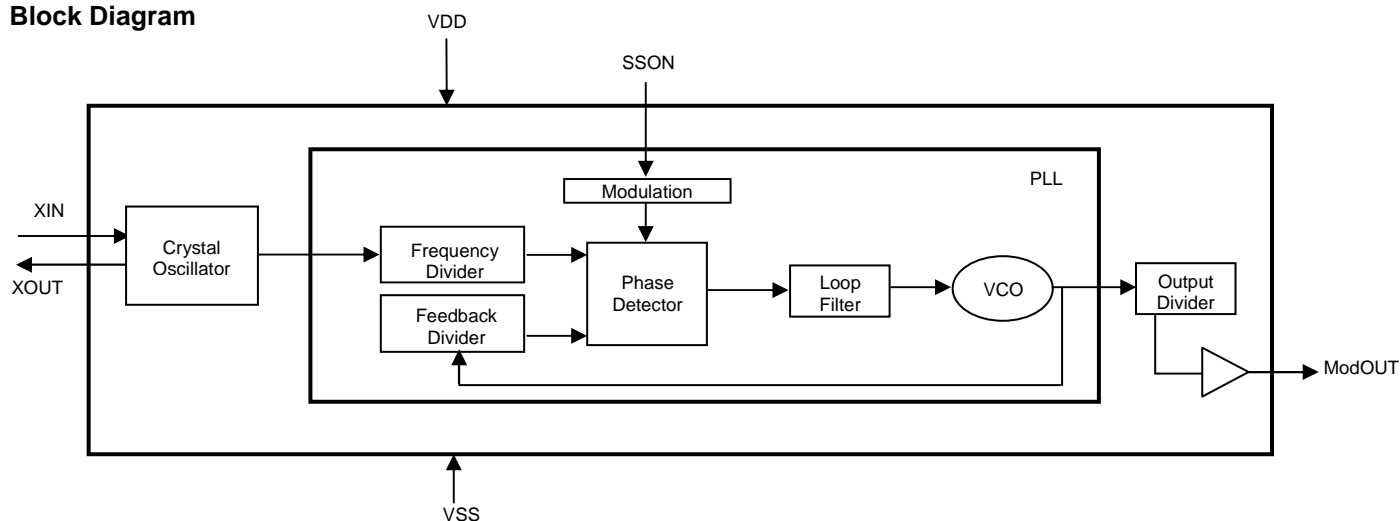 Block Diagram
VDD
SSON
PLL
Modulation
XIN
XOUT
Crystal
Oscillator
Frequency
Divider
Feedback
Divider
Phase
Detector
Loop
Filter
VCO
Output
Divider
ModOUT
VSS